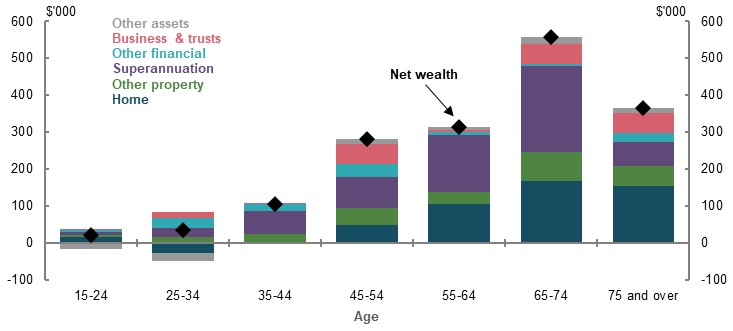 $'000 $'000
600 600
Other assets
Business & trusts
500 500
Other financial
Superannuation
Other property
400 400
Home
Net wealth
300 300
200 200
100 100
0 0
-100 -100
15-24 25-34 35-44 45-54 55-64 65-74 75 and over
Age